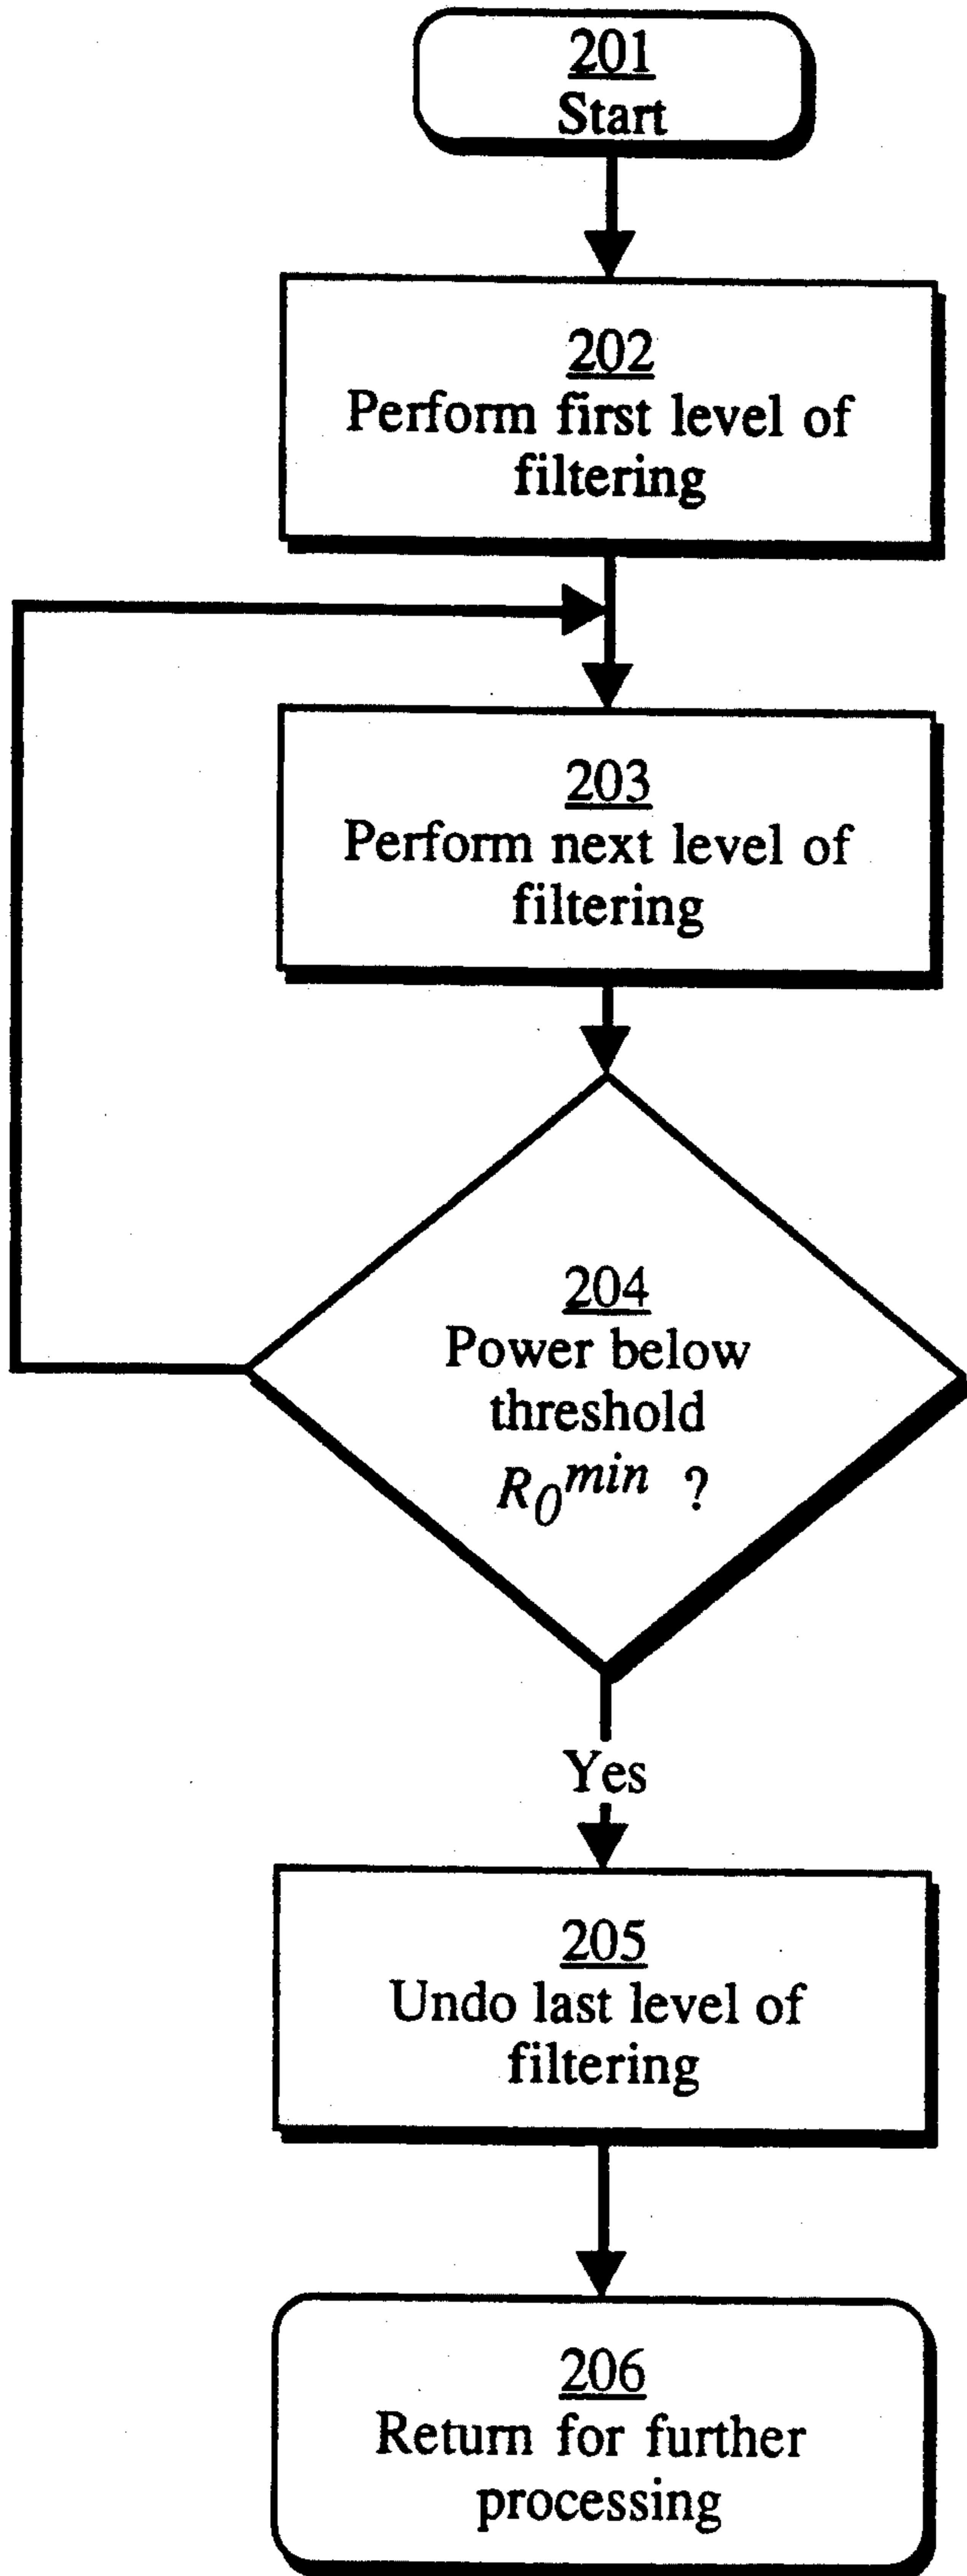 201
Start
202
Perform first level of
filtering
203
Perform next level of
filtering
204
Power below
threshold
R₀ᵐⁱⁿ ?
Yes
205
Undo last level of
filtering
206
Return for further
processing